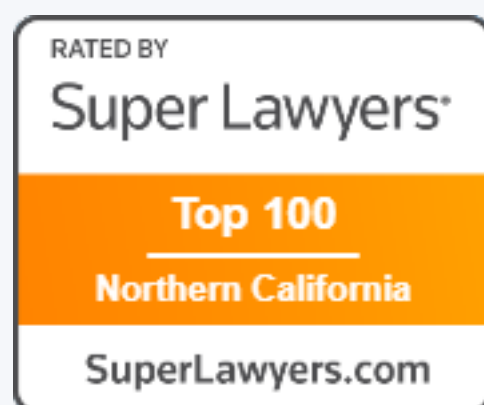 RATED BY
Super Lawyers®
Top 100
Northern California
SuperLawyers.com